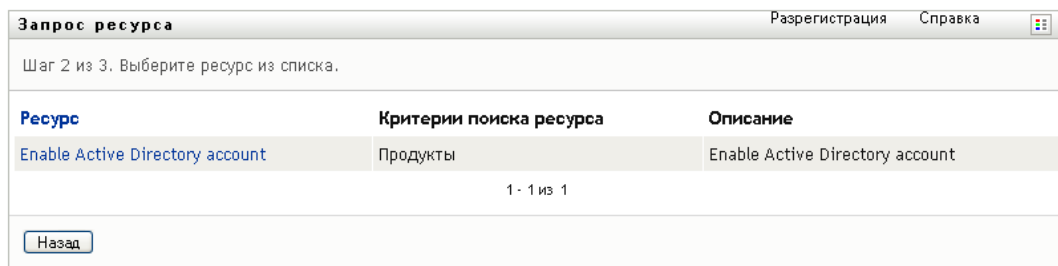 Запрос ресурса Разрегистрация Справка
Шаг 2 из 3. Выберите ресурс из списка.
Ресурс Критерии поиска ресурса Описание
Enable Active Directory account Продукты Enable Active Directory account
1 - 1 из 1
Назад